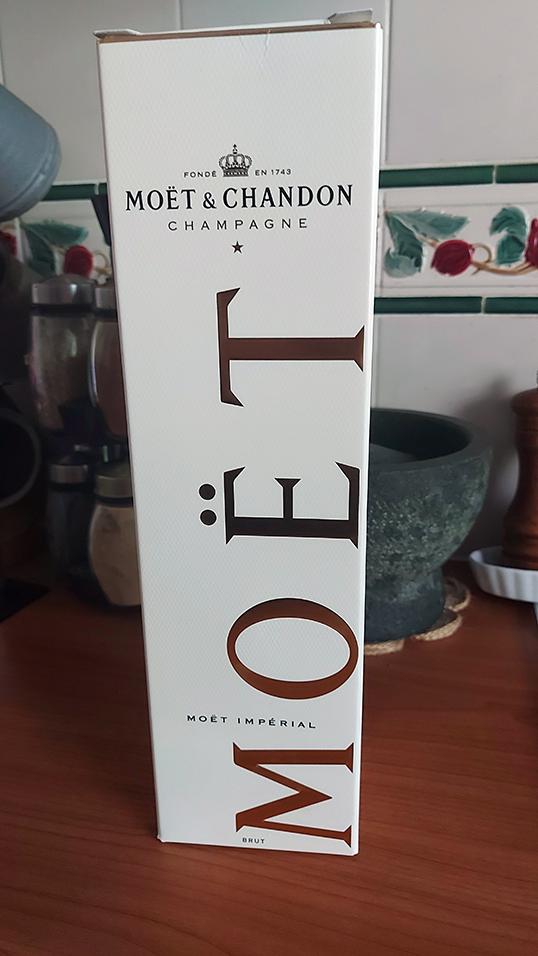 FONDÉ EN 1743
MOËT & CHANDON
CHAMPAGNE
MOËT
MOËT IMPÉRIAL
BRUT